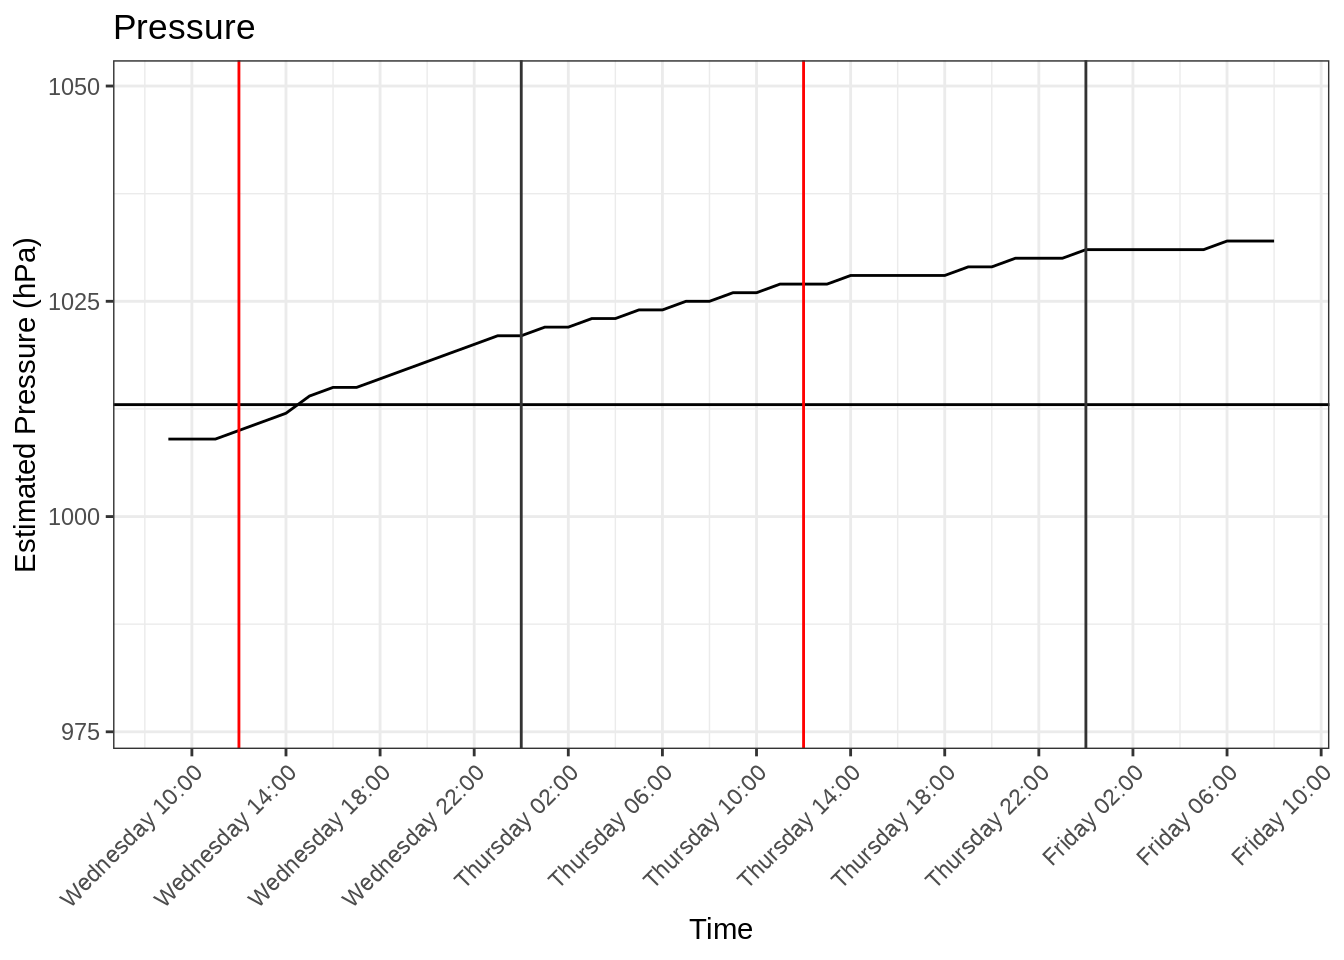 Pressure
Estimated Pressure (hPa)
1050
1025
1000
975
Wednesday 10:00
Wednesday 14:00
Wednesday 18:00
Wednesday 22:00
Thursday 02:00
Thursday 06:00
Thursday 10:00
Thursday 14:00
Thursday 18:00
Thursday 22:00
Friday 02:00
Friday 06:00
Friday 10:00
Time